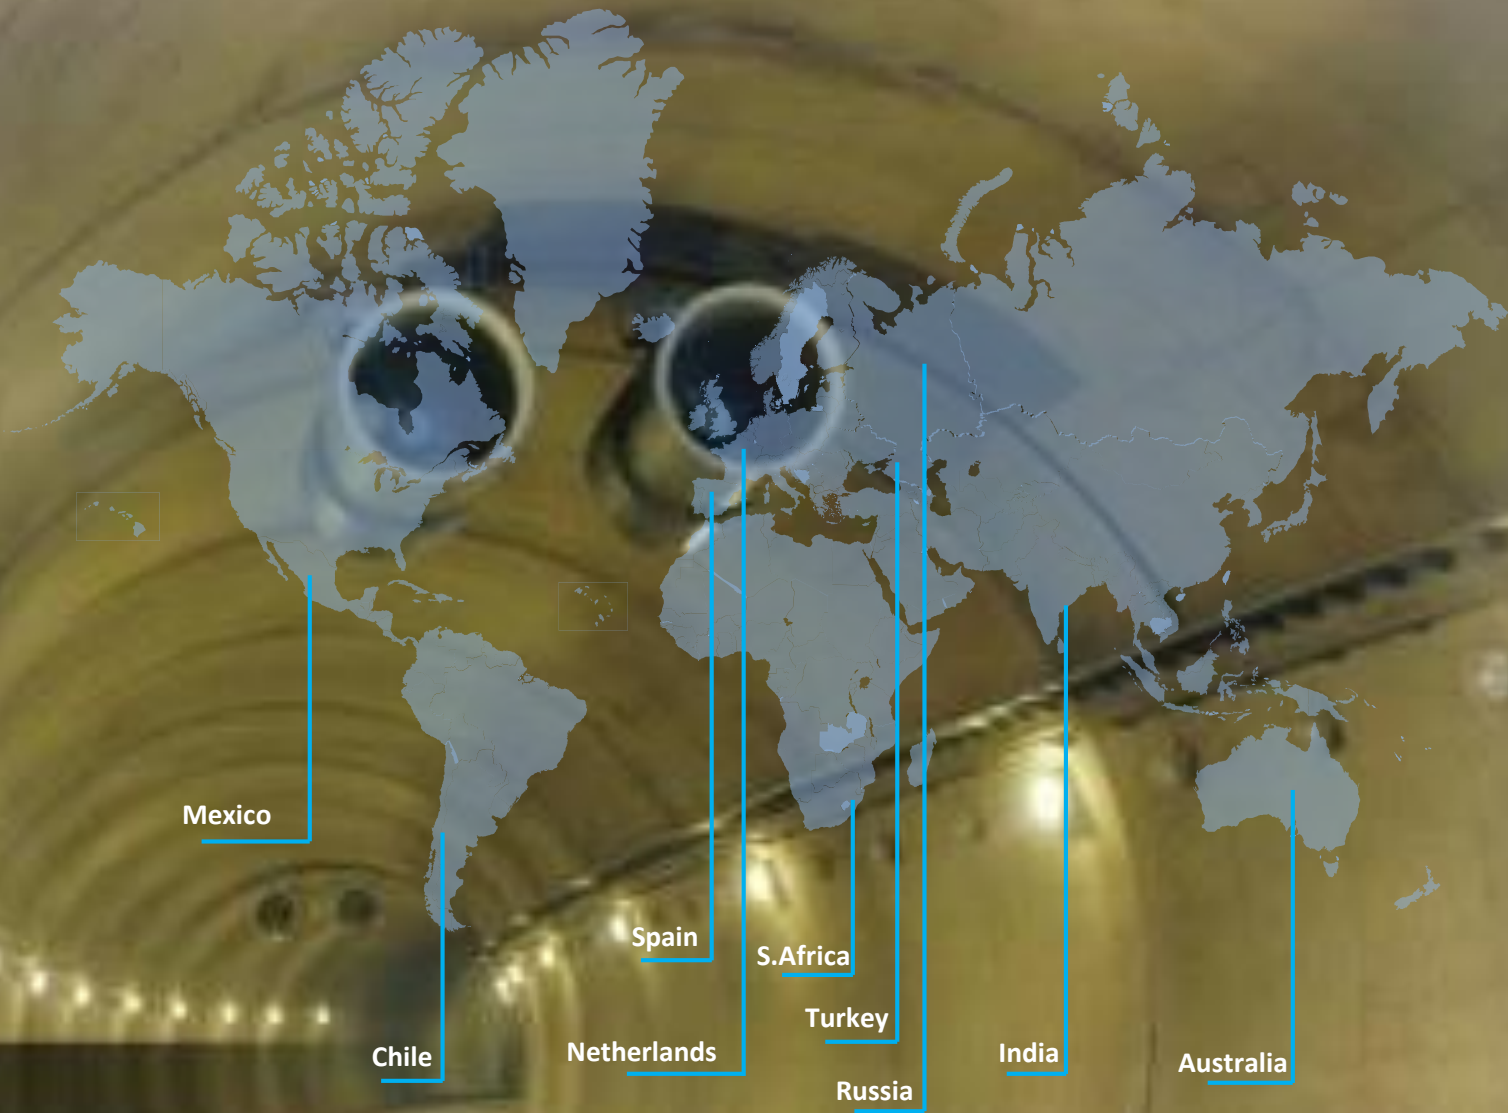 Mexico
Spain
S.Africa
Turkey
Chile
Netherlands
India
Australia
Russia